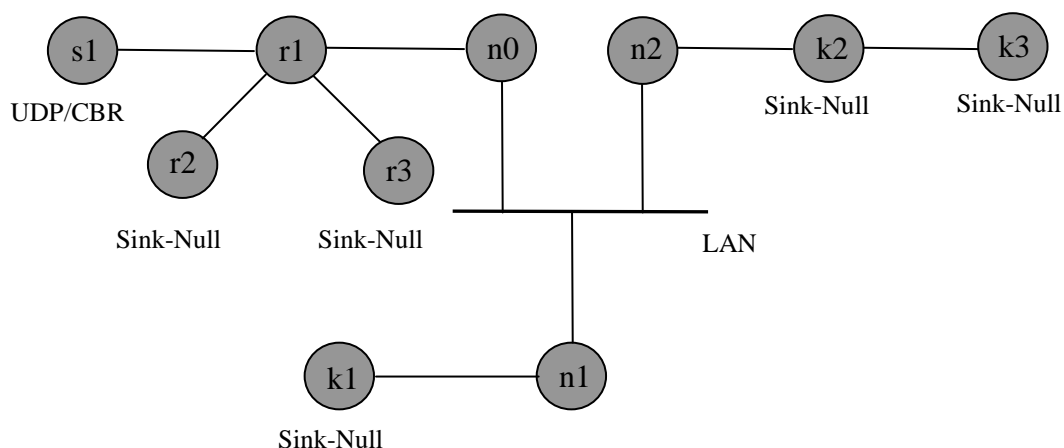 s1
r1
n0
n2
k2
k3
UDP/CBR
Sink-Null
Sink-Null
r2
r3
Sink-Null
Sink-Null
LAN
k1
n1
Sink-Null